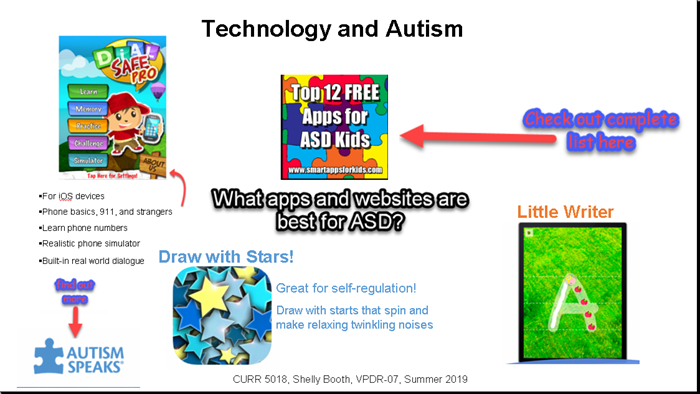 Technology and Autism
DiAL
SAFE
PRO
Learn
Memory
Practice
Challenge
Simulator
ABOUT
US
Tap Here for Settings!
Top 12 FREE
Apps for
ASD Kids
www.smartappsforkids.com
Check out complete
list here
▪For iOS devices
▪Phone basics, 911, and strangers
▪Learn phone numbers
▪Realistic phone simulator
▪Built-in real world dialogue
What apps and websites are
best for ASD?
Little Writer
Draw with Stars!
Great for self-regulation!
Draw with starts that spin and
make relaxing twinkling noises
find out
more
AUTISM
SPEAKS
A
CURR 5018, Shelly Booth, VPDR-07, Summer 2019